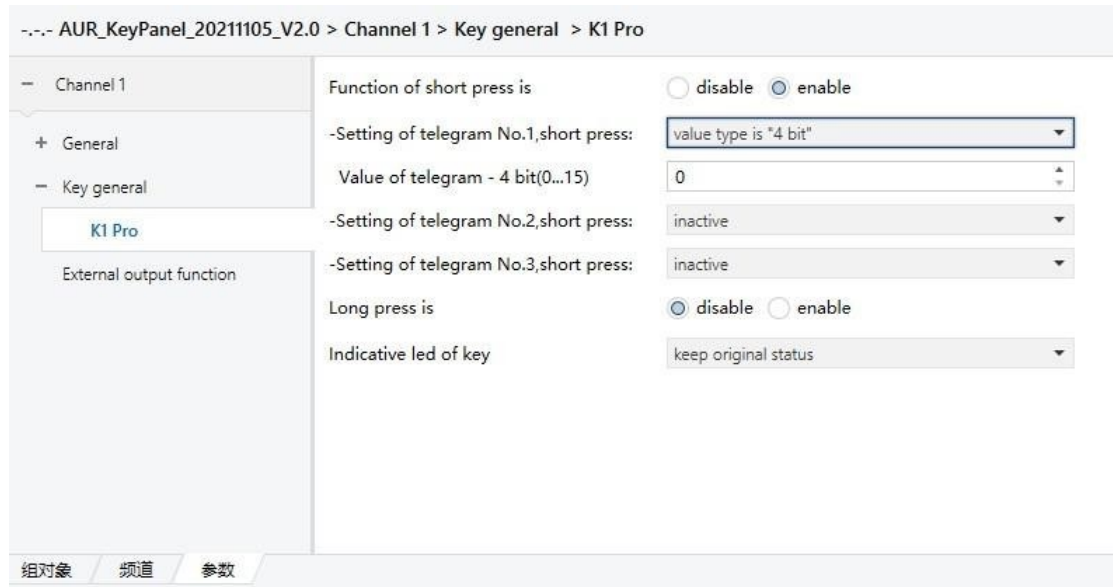 -.-.- AUR_KeyPanel_20211105_V2.0 > Channel 1 > Key general > K1 Pro
Channel 1
General
Key general
K1 Pro
External output function
Function of short press is disable enable
-Setting of telegram No.1,short press: value type is "4 bit"
Value of telegram - 4 bit(0...15) 0
-Setting of telegram No.2,short press: inactive
-Setting of telegram No.3,short press: inactive
Long press is disable enable
Indicative led of key keep original status
组对象 频道 参数